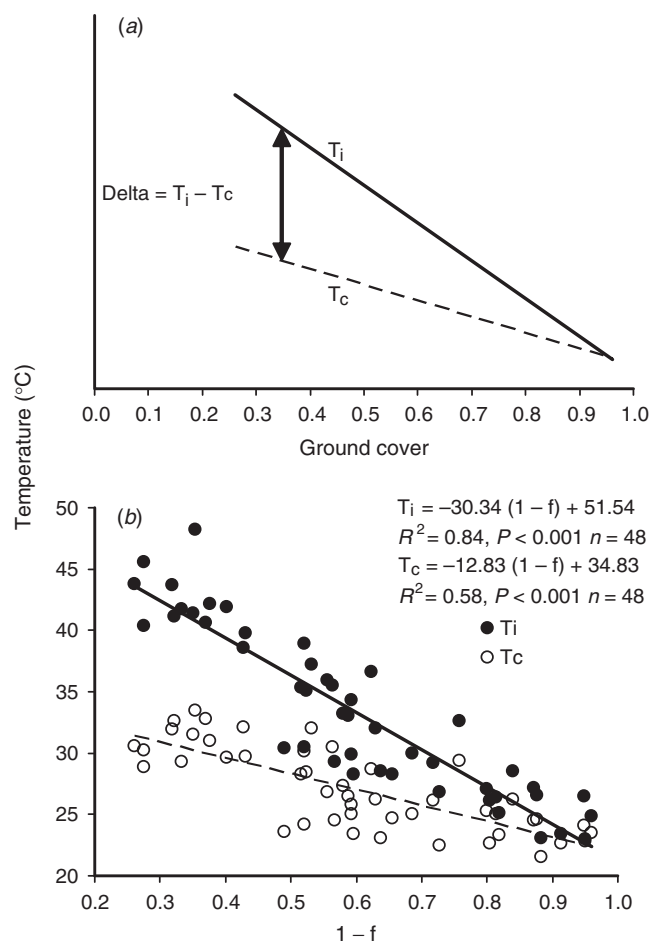 (a)
Ti
Delta = Ti – Tc
Tc
0.0 0.1 0.2 0.3 0.4 0.5 0.6 0.7 0.8 0.9 1.0
Ground cover
Temperature (°C)
(b)
Ti = –30.34 (1 – f) + 51.54
R² = 0.84, P < 0.001 n = 48
Tc = –12.83 (1 – f) + 34.83
R² = 0.58, P < 0.001 n = 48
Ti
Tc
50
45
40
35
30
25
20
0.2 0.3 0.4 0.5 0.6 0.7 0.8 0.9 1.0
1 – f